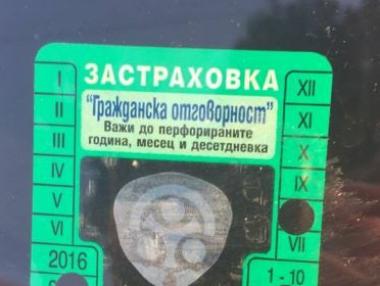 ЗАСТРАХОВКА
"Гражданска отговорност"
Важи до перфорираните
година, месец и десетдневка
I
II
III
IV
V
VI
2016
XII
XI
X
IX
VII
1 - 10